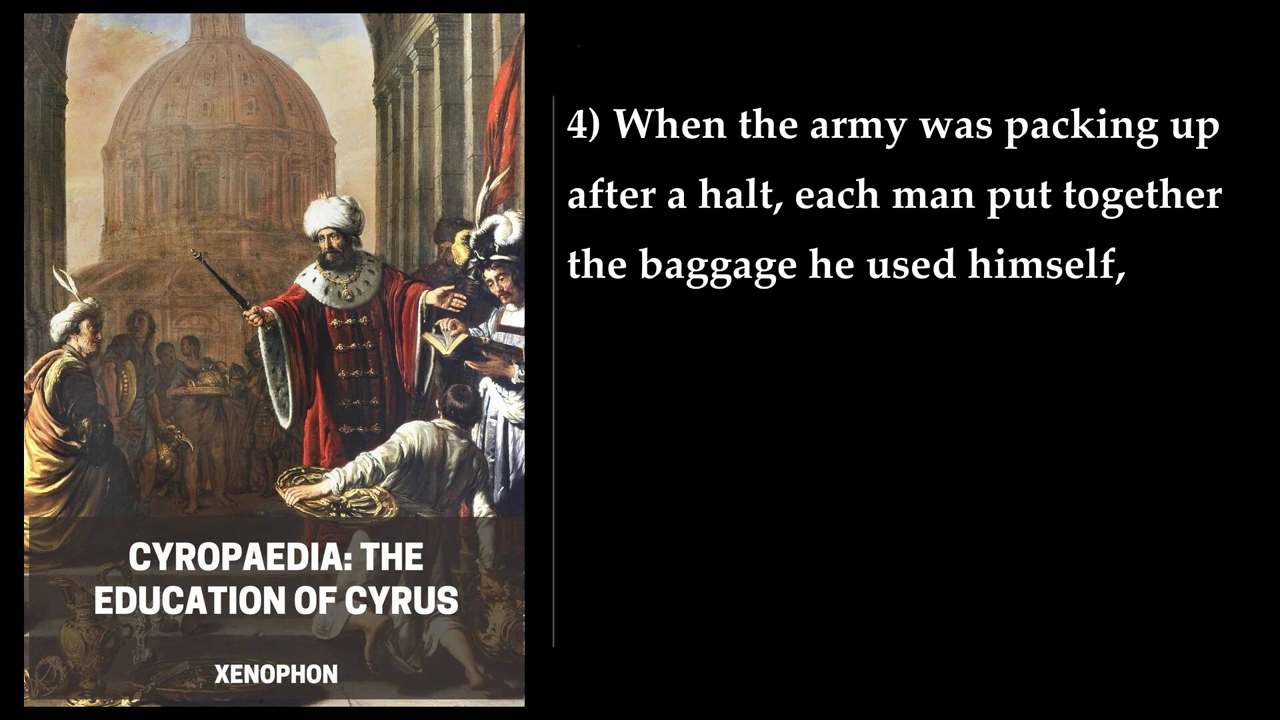 4) When the army was packing up
after a halt, each man put together
the baggage he used himself,
CYROPAEDIA: THE
EDUCATION OF CYRUS
XENOPHON